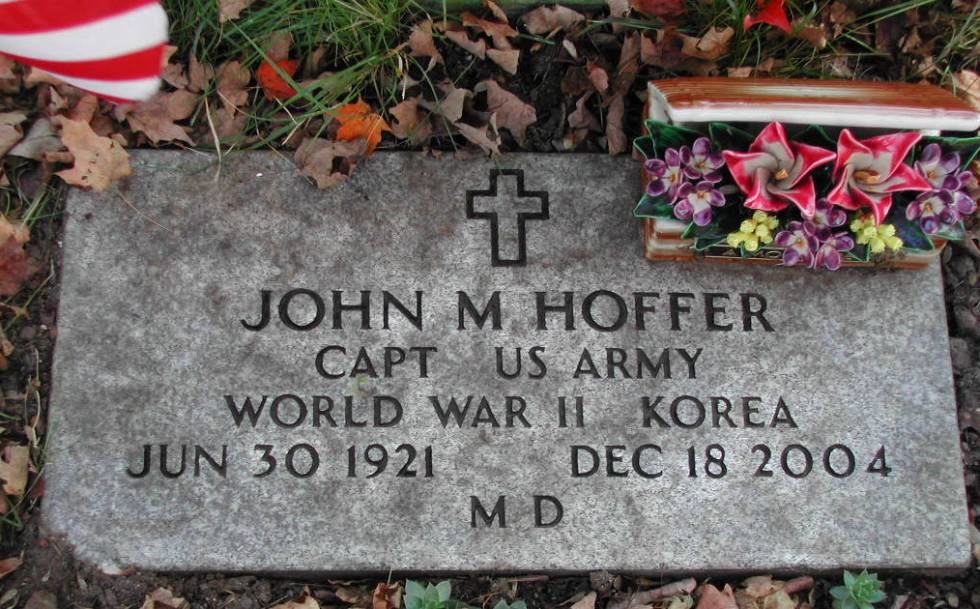 JOHN M HOFFER
CAPT US ARMY
WORLD WAR II KOREA
JUN 30 1921 DEC 18 2004
M D